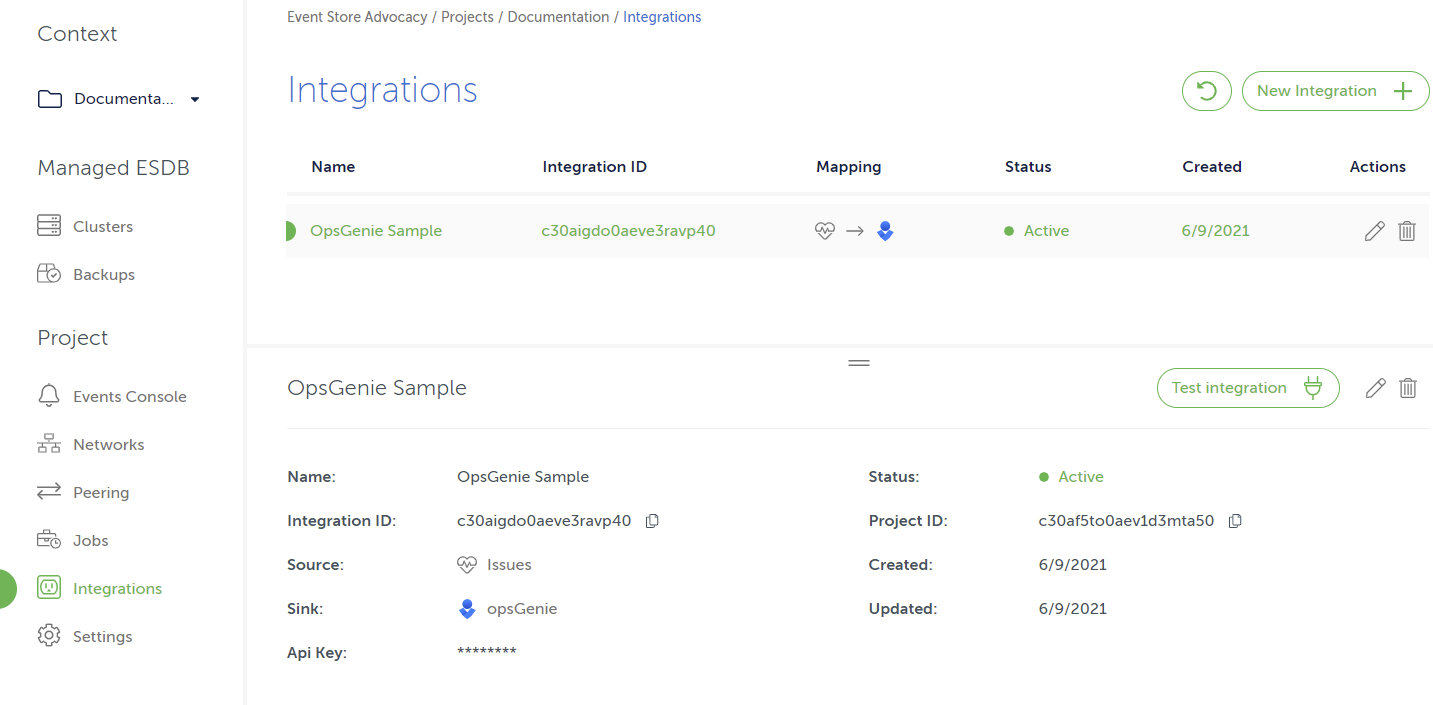 Context
Documenta...
Managed ESDB
Clusters
Backups
Project
Events Console
Networks
Peering
Jobs
Integrations
Settings
Event Store Advocacy / Projects / Documentation / Integrations
Integrations
New Integration
Name Integration ID Mapping Status Created Actions
OpsGenie Sample c30aigdo0aeve3ravp40 Active 6/9/2021
OpsGenie Sample
Test integration
Name: OpsGenie Sample Status: Active
Integration ID: c30aigdo0aeve3ravp40 Project ID: c30af5to0aev1d3mta50
Source: Issues Created: 6/9/2021
Sink: opsGenie Updated: 6/9/2021
Api Key: ********